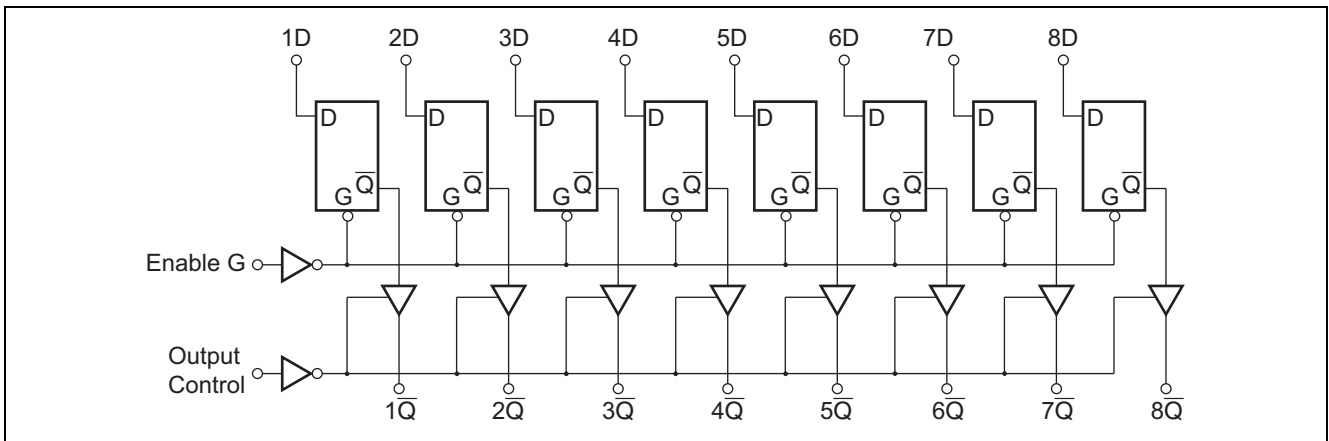 1D 2D 3D 4D 5D 6D 7D 8D
D D D D D D D D
Q̅ Q̅ Q̅ Q̅ Q̅ Q̅ Q̅ Q̅
G G G G G G G G
Enable G
Output
Control
1Q̅ 2Q̅ 3Q̅ 4Q̅ 5Q̅ 6Q̅ 7Q̅ 8Q̅